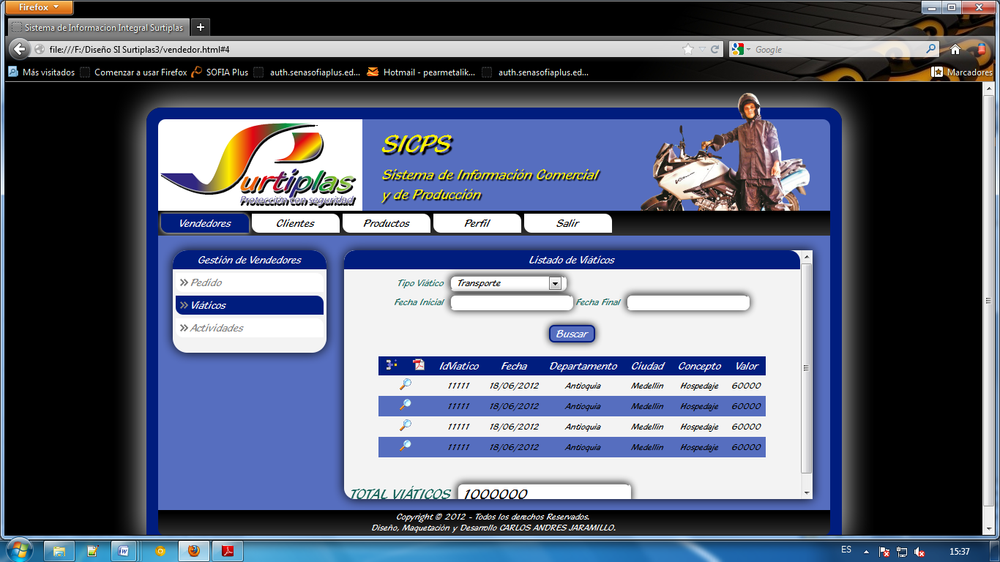 Firefox
Sistema de Informacion Integral Surtiplas
file:///F:/Diseño SI Surtiplas3/vendedor.html#4
Google
Más visitados Comenzar a usar Firefox SOFIA Plus auth.senasofiaplus.ed... Hotmail - pearmetalik... auth.senasofiaplus.ed... Marcadores
Surtiplas
Protección con seguridad
SICPS
Sistema de Información Comercial
y de Producción
Vendedores Clientes Productos Perfil Salir
Gestión de Vendedores
Pedido
Viáticos
Actividades
Listado de Viáticos
Tipo Viático Transporte
Fecha Inicial Fecha Final
Buscar
IdViatico Fecha Departamento Ciudad Concepto Valor
11111 18/06/2012 Antioquia Medellin Hospedaje 60000
11111 18/06/2012 Antioquia Medellin Hospedaje 60000
11111 18/06/2012 Antioquia Medellin Hospedaje 60000
11111 18/06/2012 Antioquia Medellin Hospedaje 60000
TOTAL VIÁTICOS 1000000
Copyright © 2012 - Todos los derechos Reservados.
Diseño, Maquetación y Desarrollo CARLOS ANDRES JARAMILLO.
ES 15:37